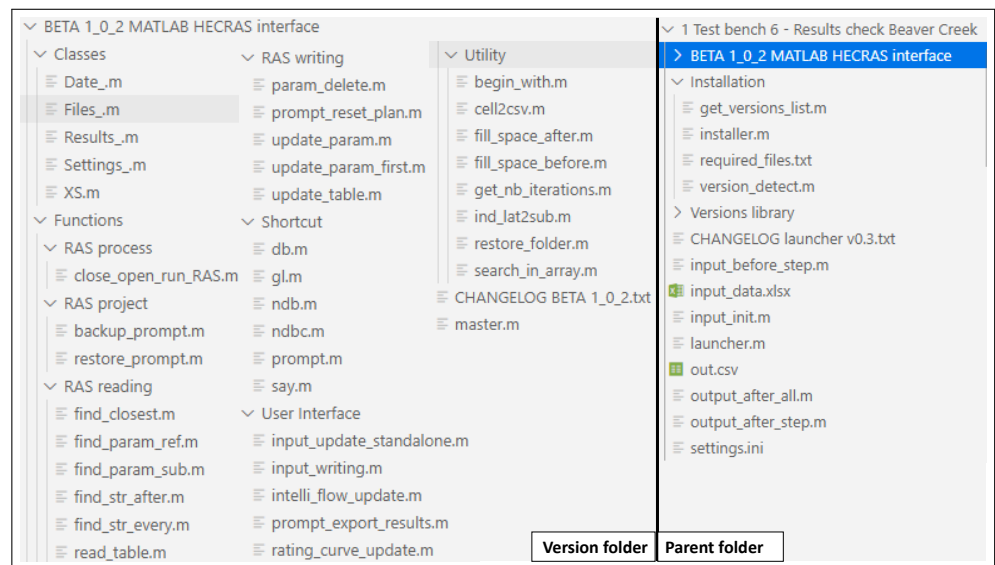 BETA 1_0_2 MATLAB HECRAS interface
Classes
Date_.m
Files_.m
Results_.m
Settings_.m
XS.m
Functions
RAS process
close_open_run_RAS.m
RAS project
backup_prompt.m
restore_prompt.m
RAS reading
find_closest.m
find_param_ref.m
find_param_sub.m
find_str_after.m
find_str_every.m
read_table.m
RAS writing
param_delete.m
prompt_reset_plan.m
update_param.m
update_param_first.m
update_table.m
Shortcut
db.m
gl.m
ndb.m
ndbc.m
prompt.m
say.m
User Interface
input_update_standalone.m
input_writing.m
intelli_flow_update.m
prompt_export_results.m
rating_curve_update.m
Utility
begin_with.m
cell2csv.m
fill_space_after.m
fill_space_before.m
get_nb_iterations.m
ind_lat2sub.m
restore_folder.m
search_in_array.m
CHANGELOG BETA 1_0_2.txt
master.m
Version folder
1 Test bench 6 - Results check Beaver Creek
BETA 1_0_2 MATLAB HECRAS interface
Installation
get_versions_list.m
installer.m
required_files.txt
version_detect.m
Versions library
CHANGELOG launcher v0.3.txt
input_before_step.m
input_data.xlsx
input_init.m
launcher.m
out.csv
output_after_all.m
output_after_step.m
settings.ini
Parent folder